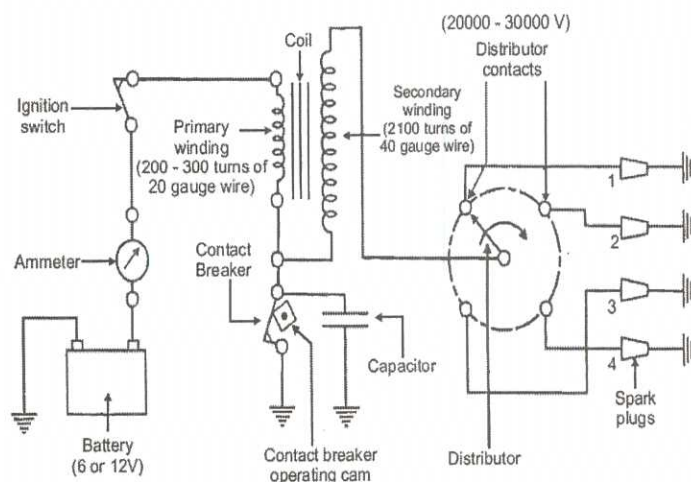 (20000 - 30000 V)
Distributor
contacts
Coil
Ignition
switch
Primary
winding
(200 - 300 turns of
20 gauge wire)
Secondary
winding
(2100 turns of
40 gauge wire)
1
2
3
4
Ammeter
Contact
Breaker
Capacitor
Spark
plugs
Battery
(6 or 12V)
Contact breaker
operating cam
Distributor